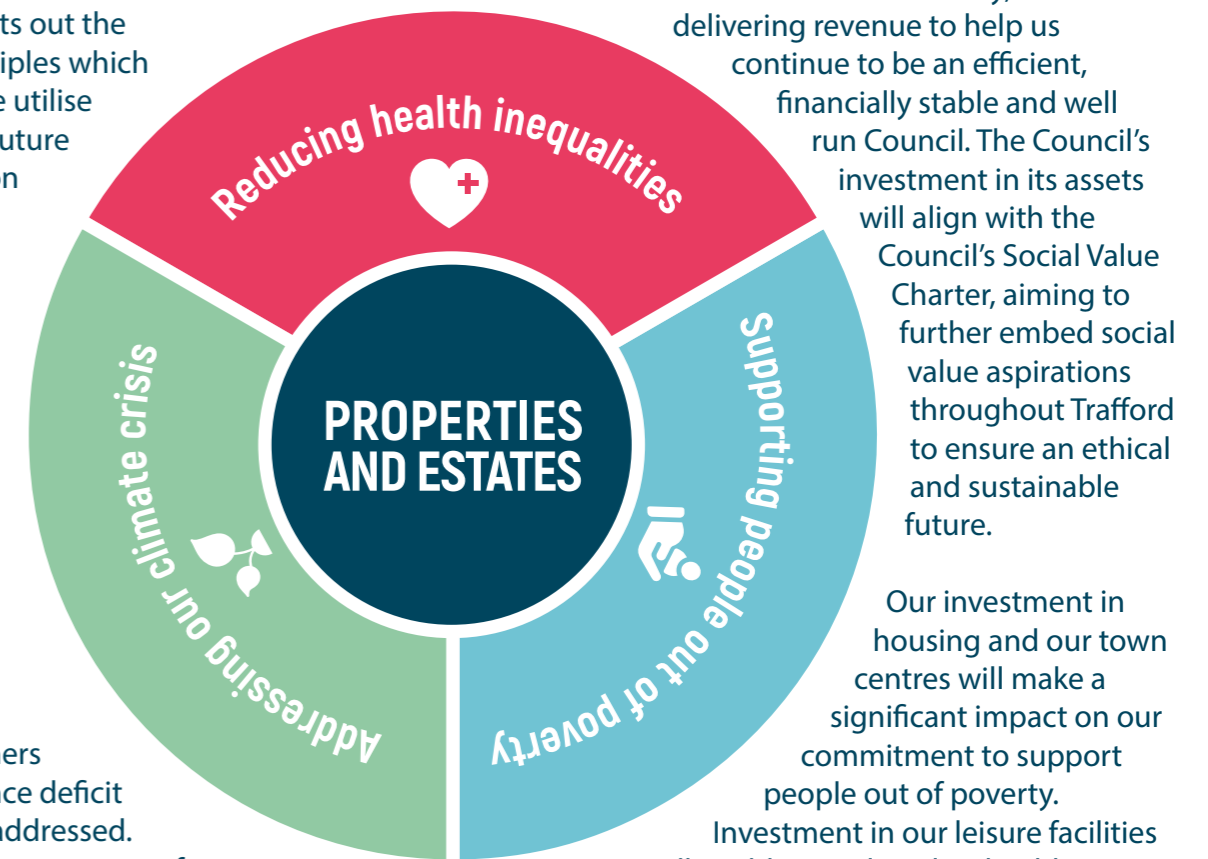 ts out the
iples which
e utilise
uture
n
Reducing health inequalities
Addressing our climate crisis
PROPERTIES
AND ESTATES
Supporting people out of poverty
ers
ce deficit
addressed.
delivering revenue to help us
continue to be an efficient,
financially stable and well
run Council. The Council’s
investment in its assets
will align with the
Council’s Social Value
Charter, aiming to
further embed social
value aspirations
throughout Trafford
to ensure an ethical
and sustainable
future.
Our investment in
housing and our town
centres will make a
significant impact on our
commitment to support
people out of poverty.
Investment in our leisure facilities